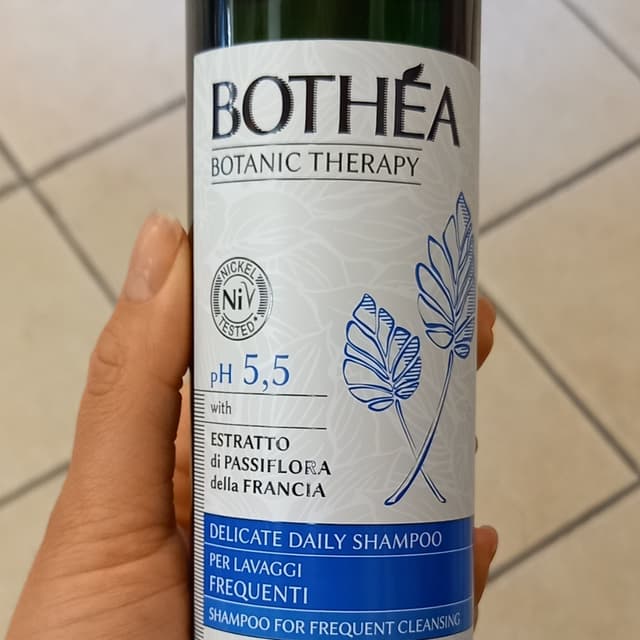 BOTHÉA
BOTANIC THERAPY
NICKEL
Ni
TESTED*
pH 5,5
with
ESTRATTO
di PASSIFLORA
della FRANCIA
DELICATE DAILY SHAMPOO
PER LAVAGGI
FREQUENTI
SHAMPOO FOR FREQUENT CLEANSING